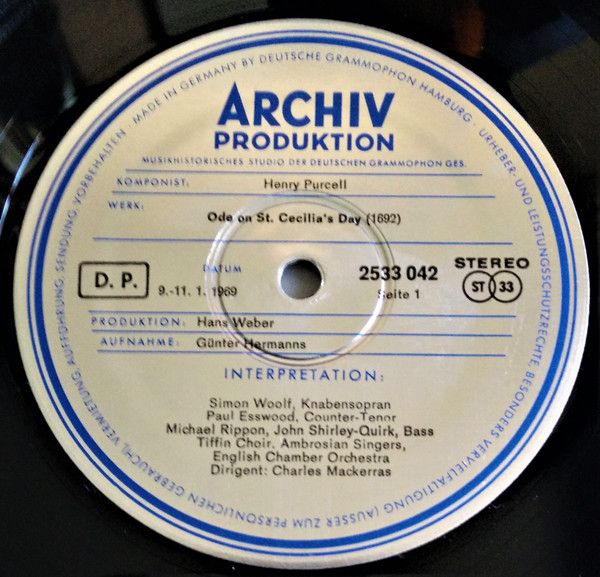 MADE IN GERMANY BY DEUTSCHE GRAMMOPHON HAMBURG · URHEBER- UND LEISTUNGSSCHUTZRECHTE, BESONDERS VERVIELFÄLTIGUNG (AUSSER ZUM PERSÖNLICHEN GEBRAUCH), VERMIETUNG, AUFFÜHRUNG, SENDUNG, VORBEHALTEN ·
ARCHIV
PRODUKTION
MUSIKHISTORISCHES STUDIO DER DEUTSCHEN GRAMMOPHON GES.
KOMPONIST: Henry Purcell
WERK:
Ode on St. Cecilia's Day (1692)
D. P.
DATUM
9.-11. 1. 1969
2533 042
Seite 1
STEREO
ST 33
PRODUKTION: Hans Weber
AUFNAHME: Günter Hermanns
INTERPRETATION:
Simon Woolf, Knabensopran
Paul Esswood, Counter-Tenor
Michael Rippon, John Shirley-Quirk, Bass
Tiffin Choir, Ambrosian Singers,
English Chamber Orchestra
Dirigent: Charles Mackerras